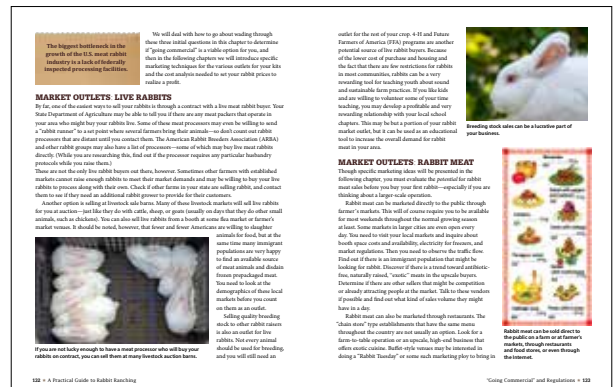 The biggest bottleneck in the
growth of the U.S. meat rabbit
industry is a lack of federally
inspected processing facilities.
We will deal with how to go about wading through
these three initial questions in this chapter to determine
if "going commercial" is a viable option for you, and
then in the following chapters we will introduce specific
marketing techniques for the various outlets for your kits
and the cost analysis needed to set your rabbit prices to
realize a profit.
MARKET OUTLETS: LIVE RABBITS
By far, one of the easiest ways to sell your rabbits is through a contract with a live meat rabbit buyer. Your
State Department of Agriculture may be able to tell you if there are any meat packers that operate in
your area who might buy your rabbits live. Some of these meat processors may even be willing to send
a "rabbit runner" to a set point where several farmers bring their animals—so don't count out rabbit
processors that are distant until you contact them. The American Rabbit Breeders Association (ARBA)
and other rabbit groups may also have a list of processors—some of which may buy live meat rabbits
directly. (While you are researching this, find out if the processor requires any particular husbandry
protocols while you raise them.)
These are not the only live rabbit buyers out there, however. Sometimes other farmers with established
markets cannot raise enough rabbits to meet their market demands and may be willing to buy your live
rabbits to process along with their own. Check if other farms in your state are selling rabbit, and contact
them to see if they need an additional rabbit grower to provide for their customers.
Another option is selling at livestock sale barns. Many of these livestock markets will sell live rabbits
for you at auction—just like they do with cattle, sheep, or goats (usually on days that they do other small
animals, such as chickens). You can also sell live rabbits from a booth at some flea market or farmer's
market venues. It should be noted, however, that fewer and fewer Americans are willing to slaughter
animals for food, but at the
same time many immigrant
populations are very happy
to find an available source
of meat animals and disdain
frozen prepackaged meat.
You need to look at the
demographics of these local
markets before you count
on them as an outlet.
Selling quality breeding
stock to other rabbit raisers
is also an outlet for live
rabbits. Not every animal
should be used for breeding,
and you will still need an
If you are not lucky enough to have a meat processor who will buy your
rabbits on contract, you can sell them at many livestock auction barns.
122 • A Practical Guide to Rabbit Ranching
outlet for the rest of your crop. 4-H and Future
Farmers of America (FFA) programs are another
potential source of live rabbit buyers. Because
of the lower cost of purchase and housing and
the fact that there are few restrictions for rabbits
in most communities, rabbits can be a very
rewarding tool for teaching youth about sound
and sustainable farm practices. If you like kids
and are willing to volunteer some of your time
teaching, you may develop a profitable and very
rewarding relationship with your local school
chapters. This may be but a portion of your rabbit
market outlet, but it can be used as an educational
tool to increase the overall demand for rabbit
meat in your area.
Breeding stock sales can be a lucrative part of
your business.
MARKET OUTLETS: RABBIT MEAT
Though specific marketing ideas will be presented in the
following chapter, you must evaluate the potential for rabbit
meat sales before you buy your first rabbit—especially if you are
thinking about a larger-scale operation.
Rabbit meat can be marketed directly to the public through
farmer's markets. This will of course require you to be available
for most weekends throughout the normal growing season
at least. Some markets in larger cities are even open every
day. You need to visit your local markets and inquire about
booth space costs and availability, electricity for freezers, and
market regulations. Then you need to observe the traffic flow.
Find out if there is an immigrant population that might be
looking for rabbit. Discover if there is a trend toward antibiotic-
free, naturally raised, "exotic" meats in the upscale buyers.
Determine if there are other sellers that might be competition
or already attracting people at the market. Talk to these vendors
if possible and find out what kind of sales volume they might
have in a day.
Rabbit meat can also be marketed through restaurants. The
"chain store" type establishments that have the same menu
throughout the country are not usually an option. Look for a
farm-to-table operation or an upscale, high-end business that
offers exotic cuisine. Buffet-style venues may be interested in
doing a "Rabbit Tuesday" or some such marketing ploy to bring in
Rabbit meat can be sold direct to
the public on a farm or at farmer's
markets, through restaurants
and food stores, or even through
the Internet.
"Going Commercial" and Regulations • 123